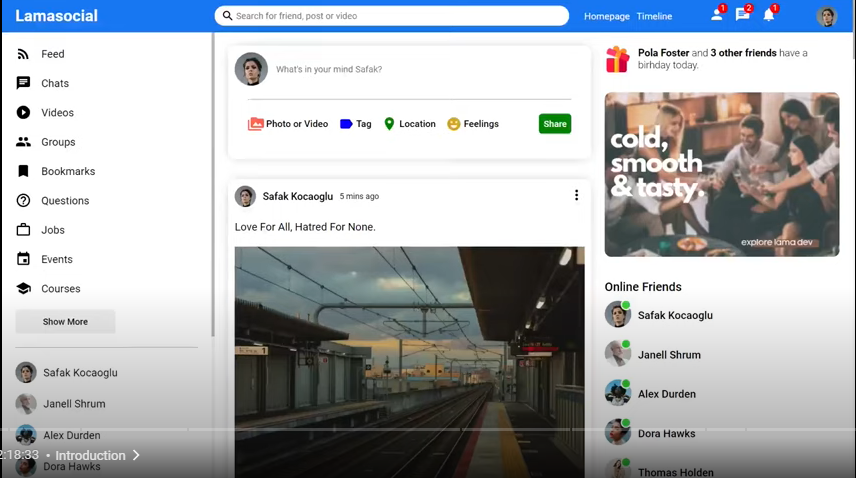 Lamasocial
Search for friend, post or video
Homepage Timeline
1
2
1
Feed
Chats
Videos
Groups
Bookmarks
Questions
Jobs
Events
Courses
Show More
Safak Kocaoglu
Janell Shrum
Alex Durden
Dora Hawks
What's in your mind Safak?
Photo or Video
Tag
Location
Feelings
Share
Safak Kocaoglu 5 mins ago
Love For All, Hatred For None.
Pola Foster and 3 other friends have a
birhday today.
cold,
smooth
& tasty.
explore lama dev
Online Friends
Safak Kocaoglu
Janell Shrum
Alex Durden
Dora Hawks
Thomas Holden
2:18:33 • Introduction